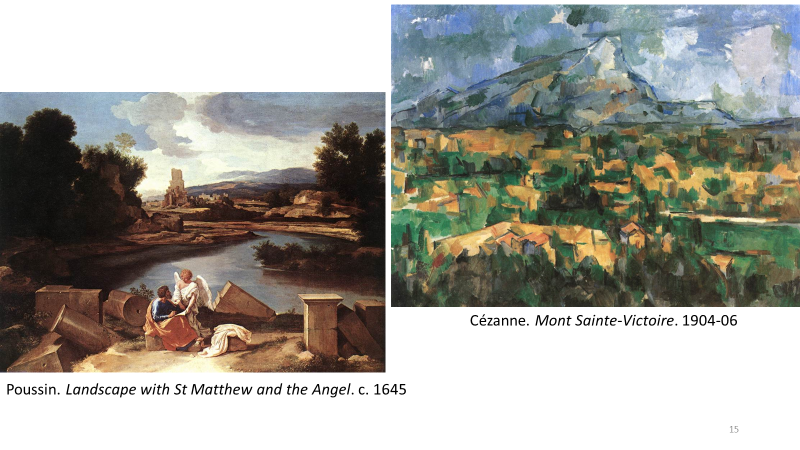 Cézanne. Mont Sainte-Victoire. 1904-06
Poussin. Landscape with St Matthew and the Angel. c. 1645
15